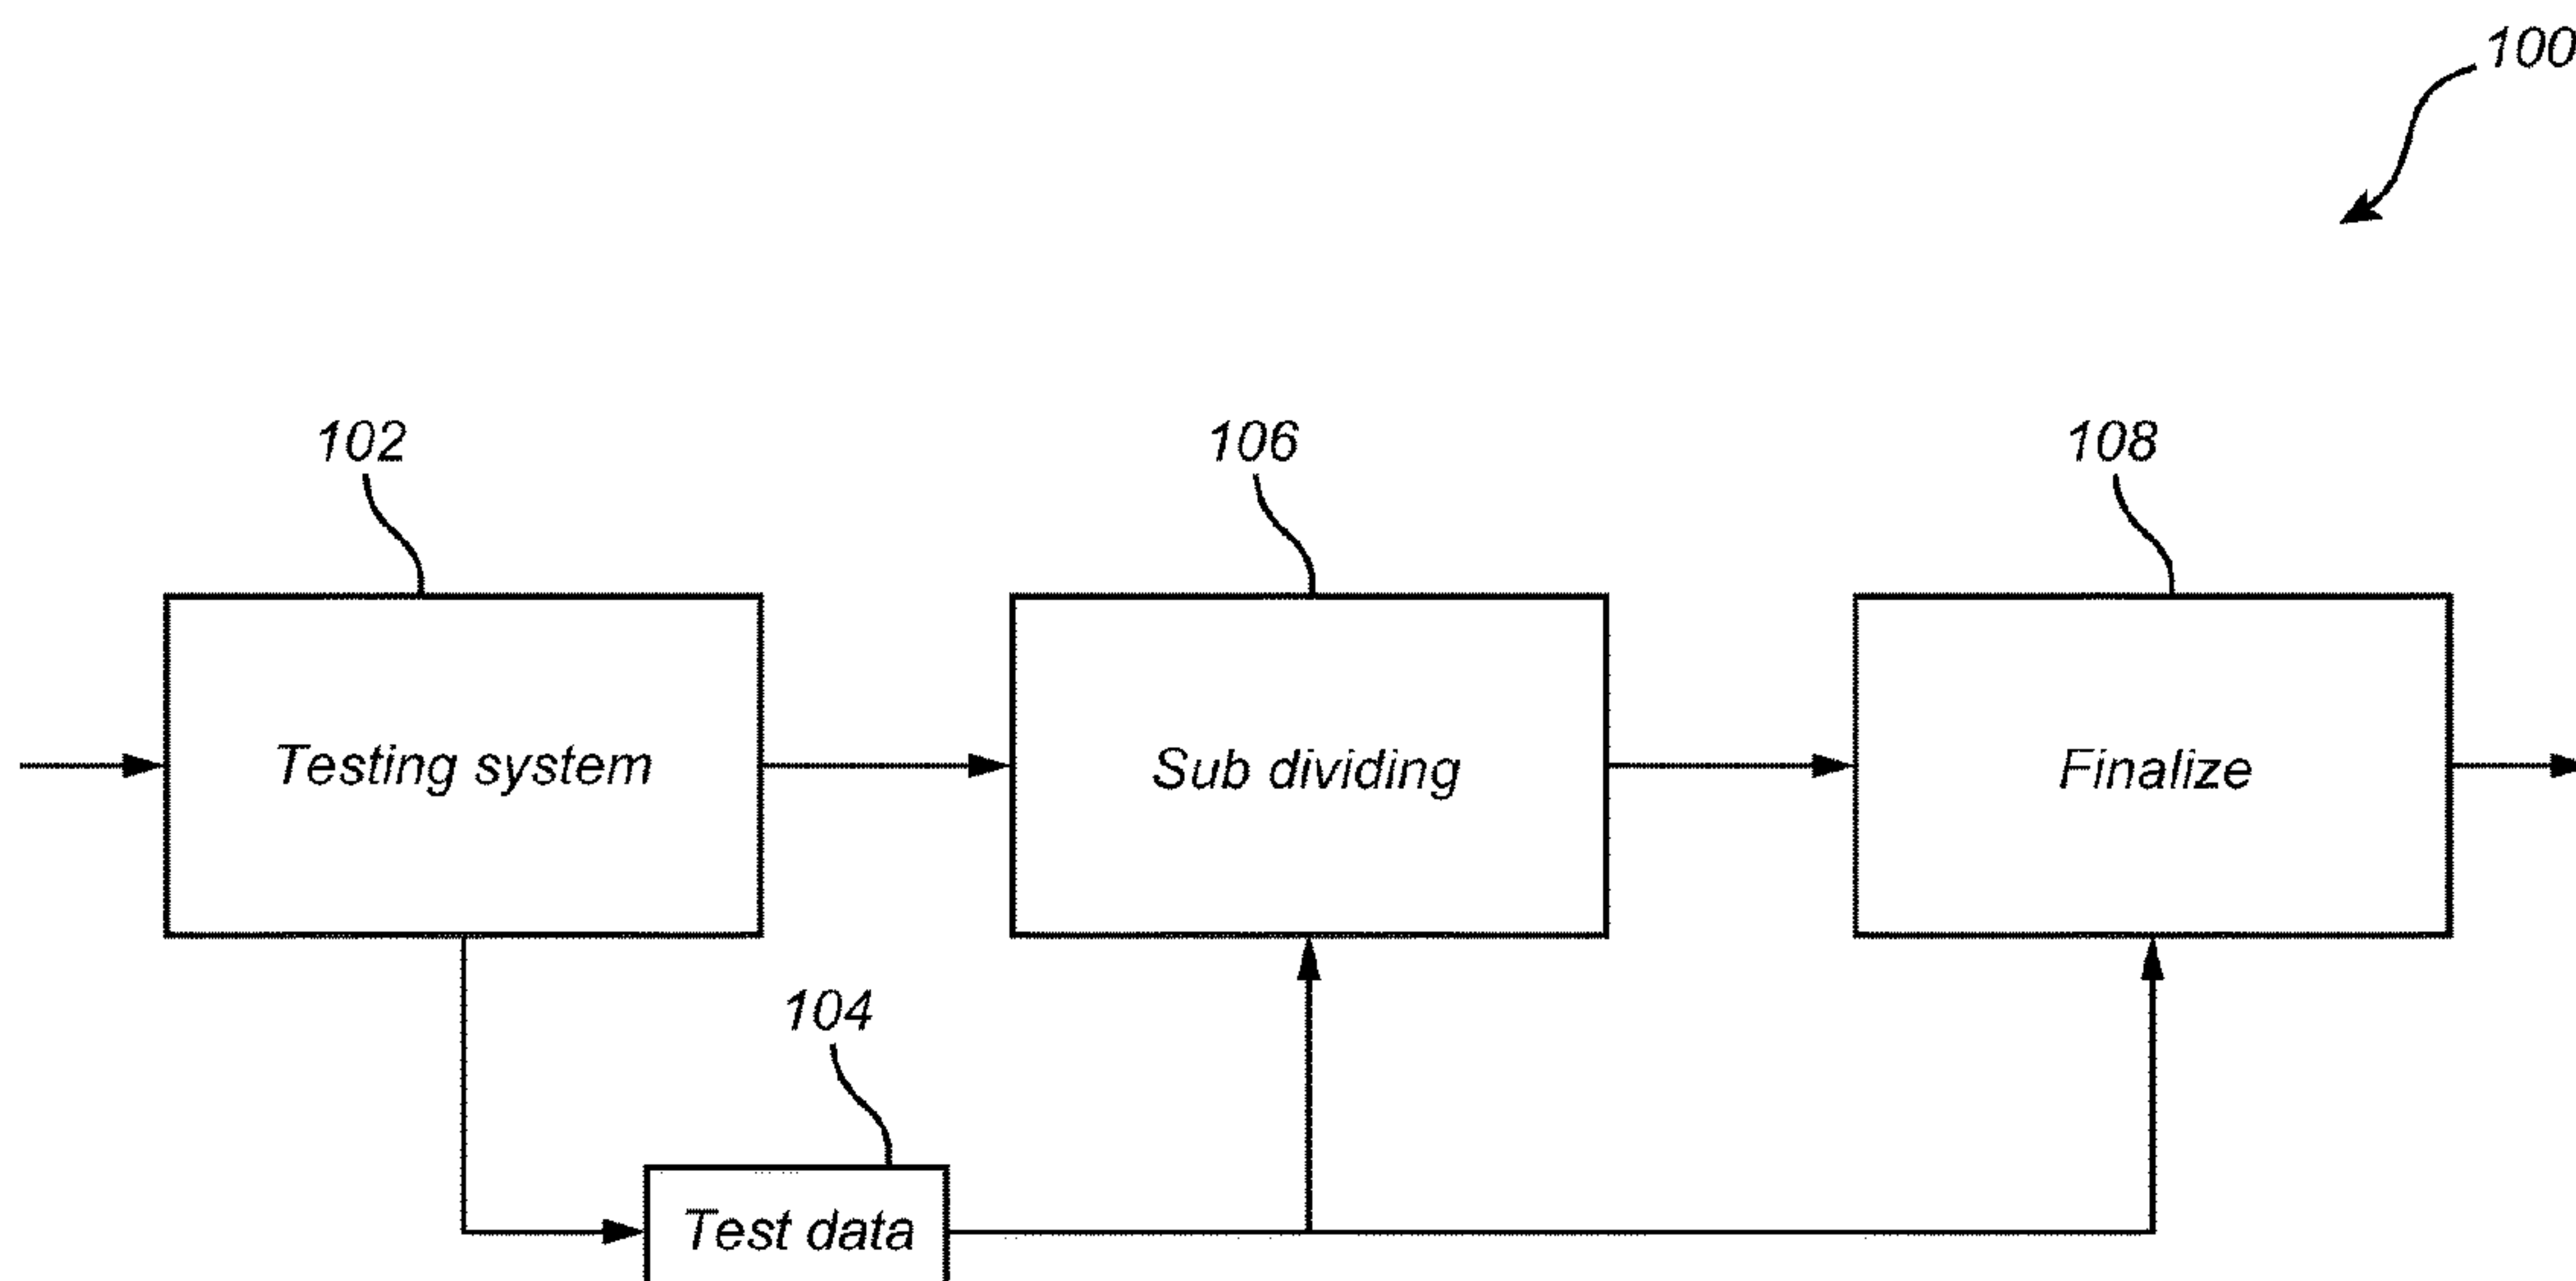 100
102
106
108
Testing system
Sub dividing
Finalize
104
Test data